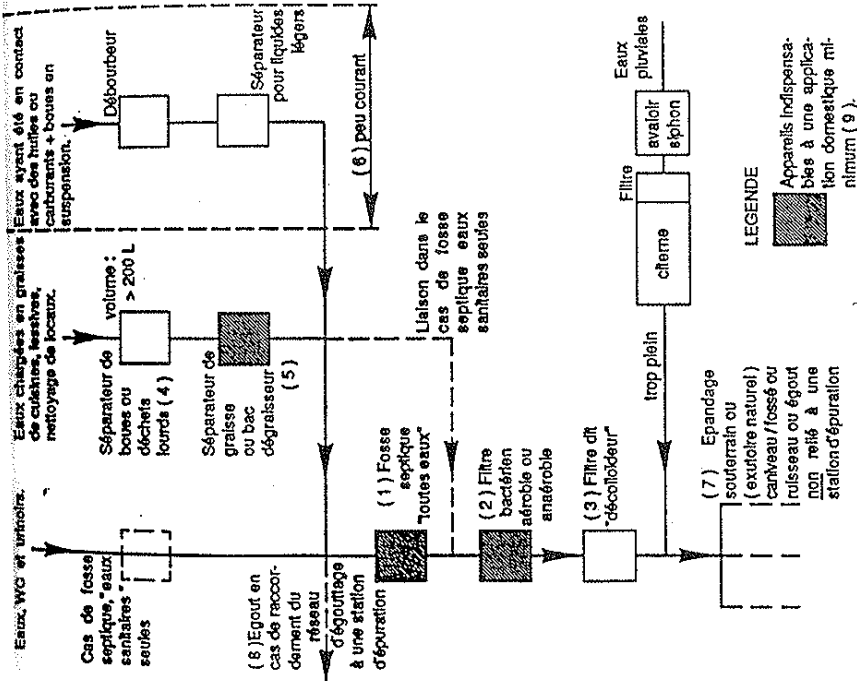 Eaux, WC et urinoirs.
Eaux chargées en graisses
de cuisines, lessives,
nettoyage de locaux.
Eaux ayant été en contact
avec des huiles ou
carburants + boues en
suspension.
Cas de fosse
septique, "eaux
sanitaires"
seules
Séparateur de
boues ou
déchets
lourds (4)
volume :
> 200 L
Séparateur de
graisse
ou bac
dégraisseur
(5)
Débourbeur
Séparateur
pour liquides
légers
(6) peu courant
(8) Egout en
cas de raccor-
dement du
réseau
d'égouttage
à une station
d'épuration
(1) Fosse
septique
"toutes eaux"
Liaison dans le
cas de fosse
septique eaux
sanitaires seules
(2) Filtre
bactérien
aéroble ou
anaéroble
(3) Filtre dit
"décolloïdeur"
trop plein
citerne
Filtre
avaloir
siphon
Eaux
pluviales
(7) Epandage
souterrain ou
(exutoire naturel)
caniveau / fossé ou
ruisseau ou égout
non relié à une
station d'épuration
LEGENDE
Appareils indispensa-
bles à une applica-
tion domestique mi-
nimum (9).